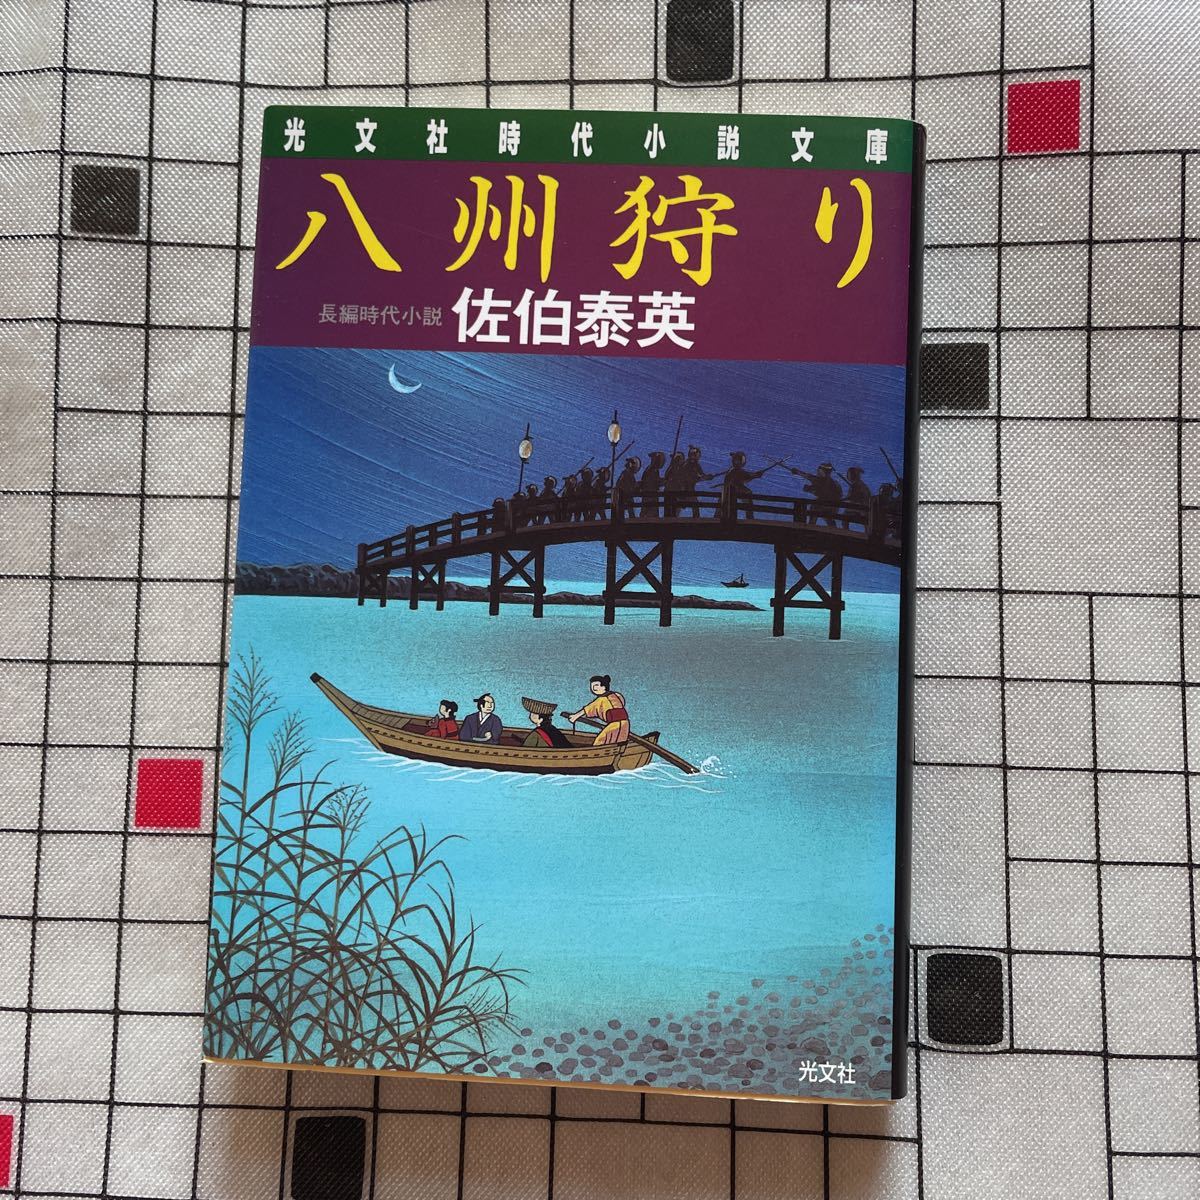 光文社時代小説文庫
八州狩り
長編時代小説 佐伯泰英
光文社